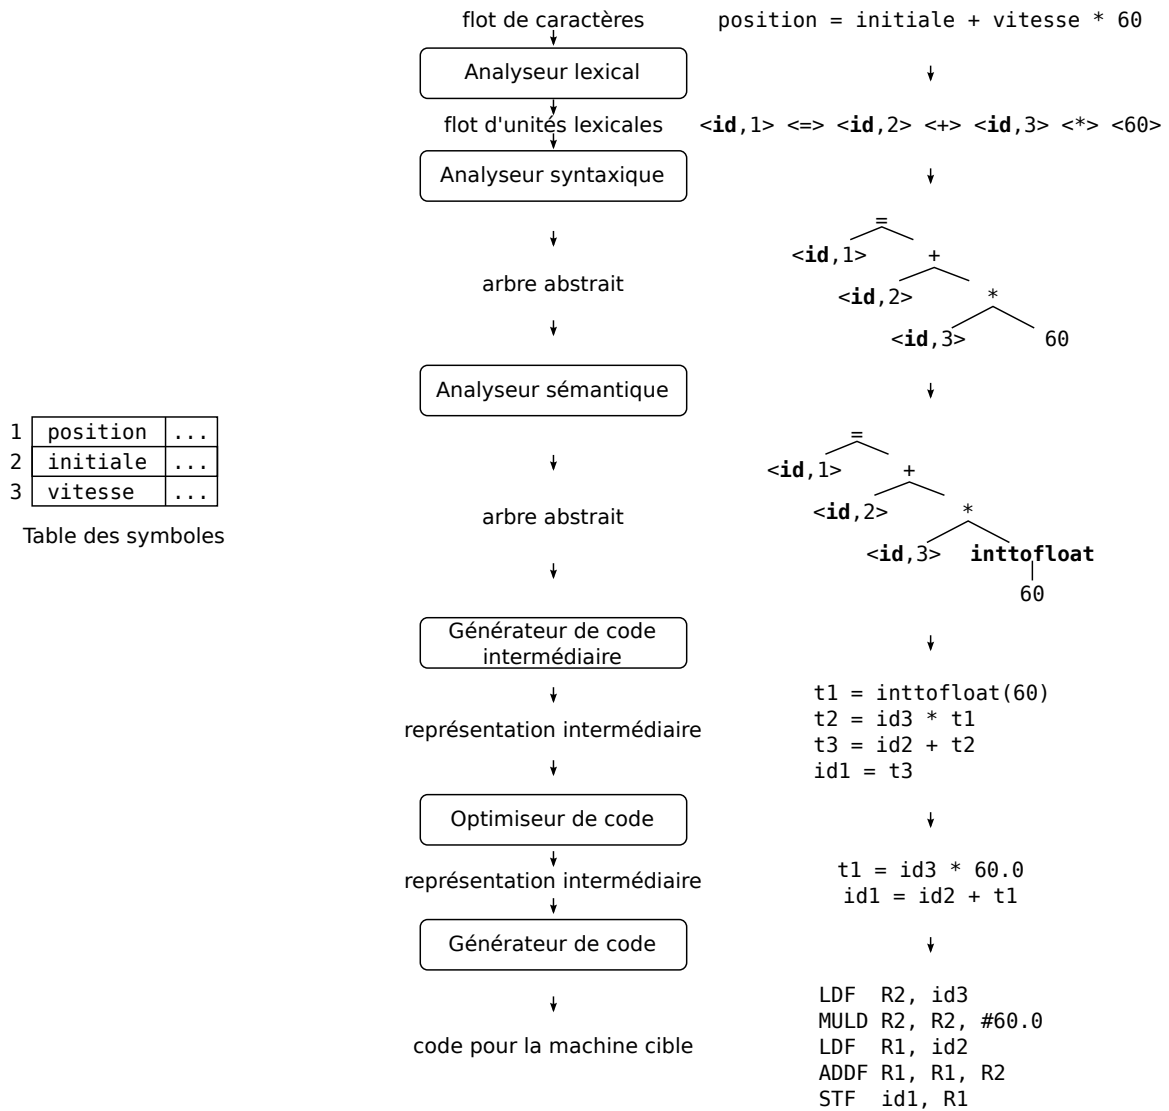 flot de caractères
position = initiale + vitesse * 60
Analyseur lexical
flot d'unités lexicales
<id,1> <=> <id,2> <+> <id,3> <*> <60>
Analyseur syntaxique
=
<id,1>
+
arbre abstrait
<id,2>
*
<id,3>
60
Analyseur sémantique
1 position ...
2 initiale ...
3 vitesse ...
Table des symboles
=
<id,1>
+
arbre abstrait
<id,2>
*
<id,3>
inttofloat
60
Générateur de code
intermédiaire
représentation intermédiaire
t1 = inttofloat(60)
t2 = id3 * t1
t3 = id2 + t2
id1 = t3
Optimiseur de code
représentation intermédiaire
t1 = id3 * 60.0
id1 = id2 + t1
Générateur de code
code pour la machine cible
LDF  R2, id3
MULD R2, R2, #60.0
LDF  R1, id2
ADDF R1, R1, R2
STF  id1, R1